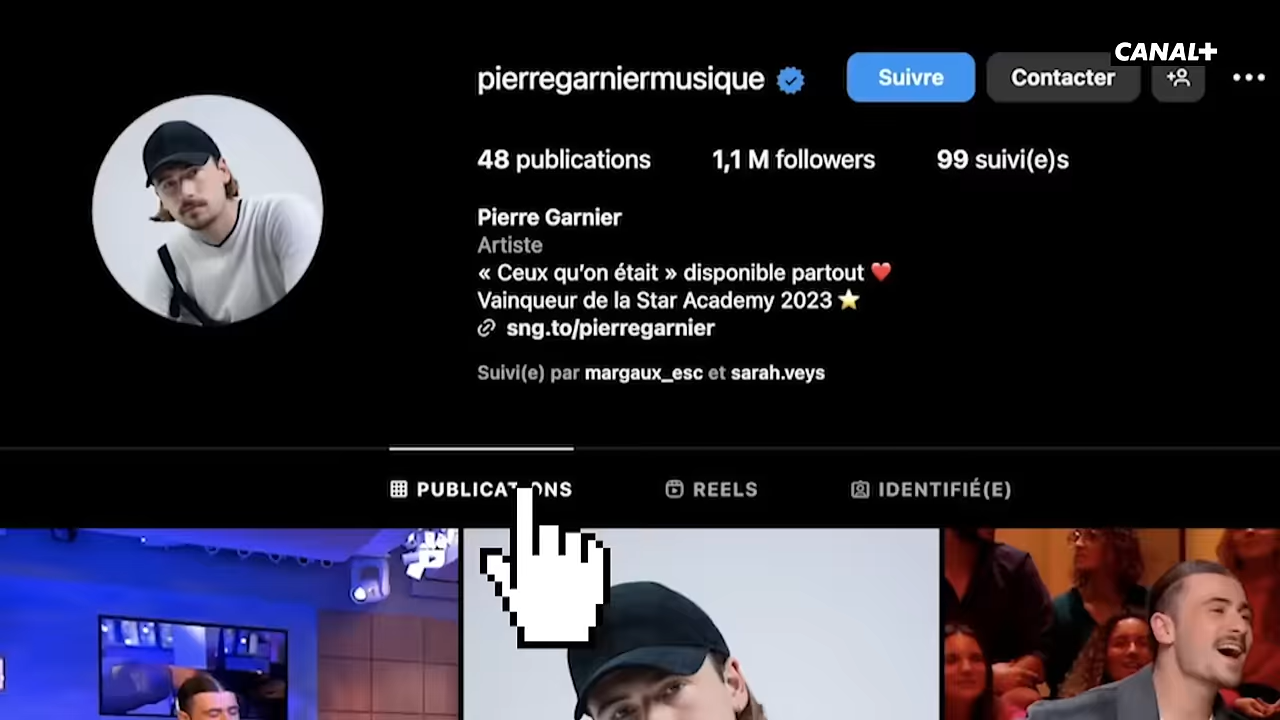 CANAL+
pierregarniermusique
Suivre
Contacter
48 publications
1,1 M followers
99 suivi(e)s
Pierre Garnier
Artiste
« Ceux qu’on était » disponible partout ❤️
Vainqueur de la Star Academy 2023 ⭐
sng.to/pierregarnier
Suivi(e) par margaux_esc et sarah.veys
PUBLICATIONS
REELS
IDENTIFIÉ(E)